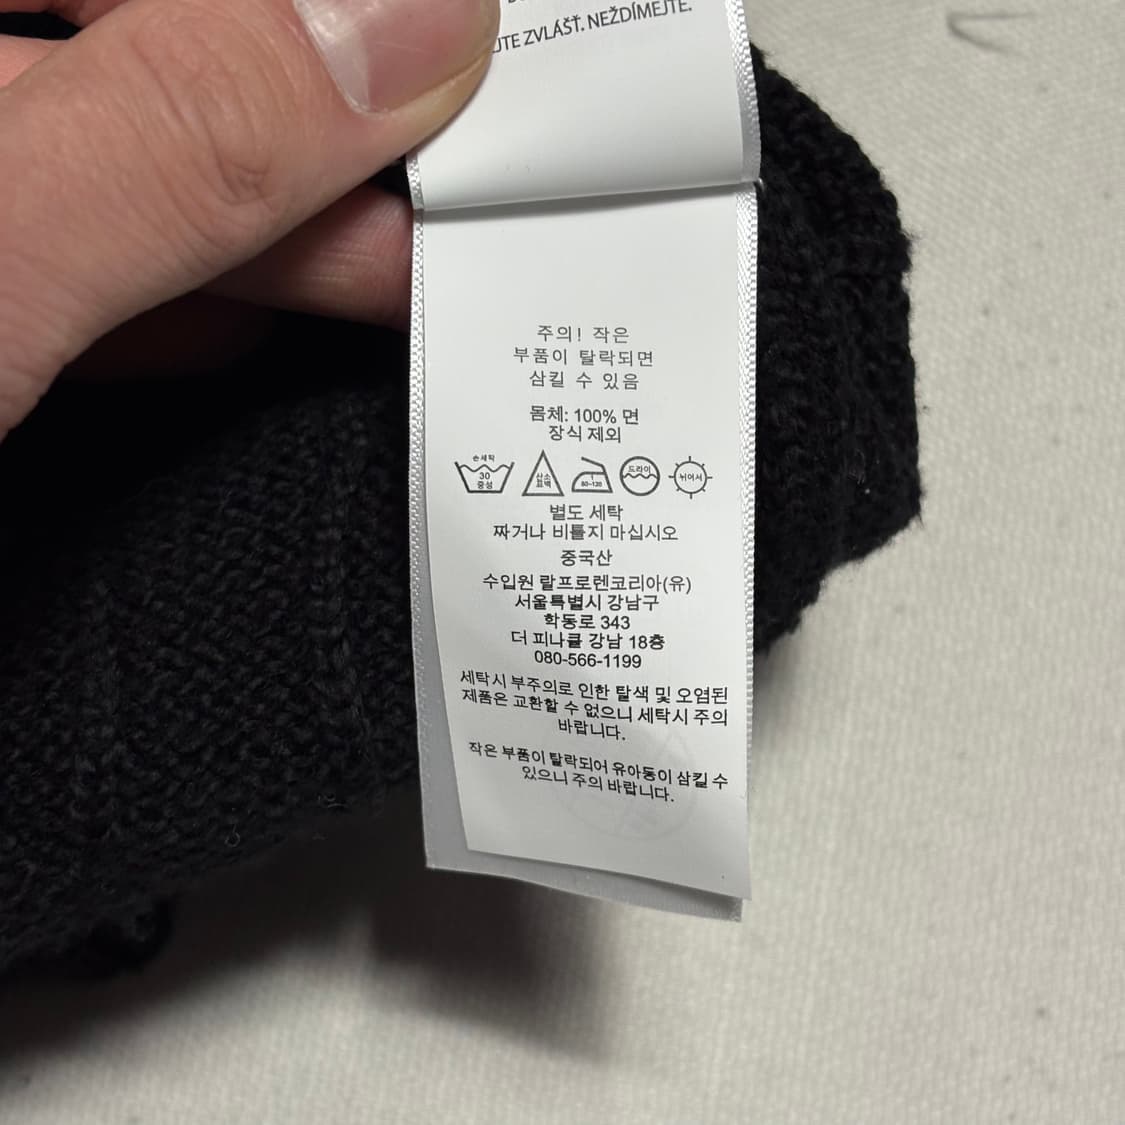 ZVLÁŠŤ. NEŽDÍMEJTE.
주의! 작은
부품이 탈락되면
삼킬 수 있음
몸체: 100% 면
장식 제외
손세탁
30
중성
산소
표백
1
80~120
드라이
뉘어서
별도 세탁
짜거나 비틀지 마십시오
중국산
수입원 랄프로렌코리아(유)
서울특별시 강남구
학동로 343
더 피나클 강남 18층
080-566-1199
세탁시 부주의로 인한 탈색 및 오염된
제품은 교환할 수 없으니 세탁시 주의
바랍니다.
작은 부품이 탈락되어 유아동이 삼킬 수
있으니 주의 바랍니다.